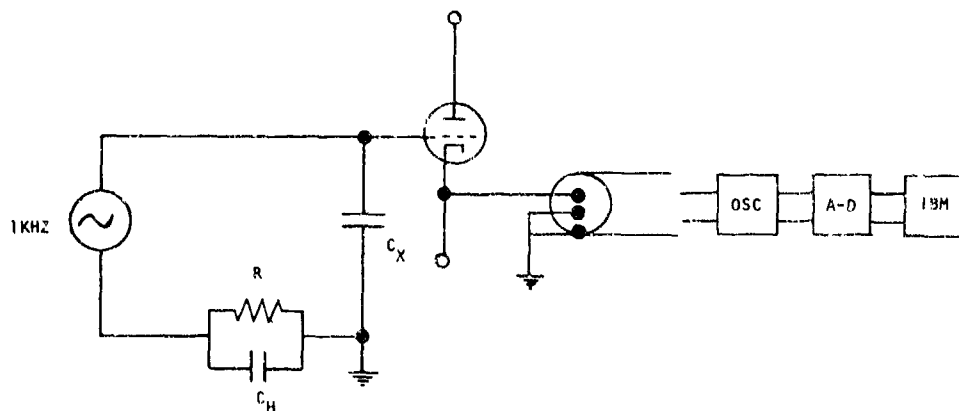 1KHZ
R
C_H
C_X
OSC
A-D
IBM